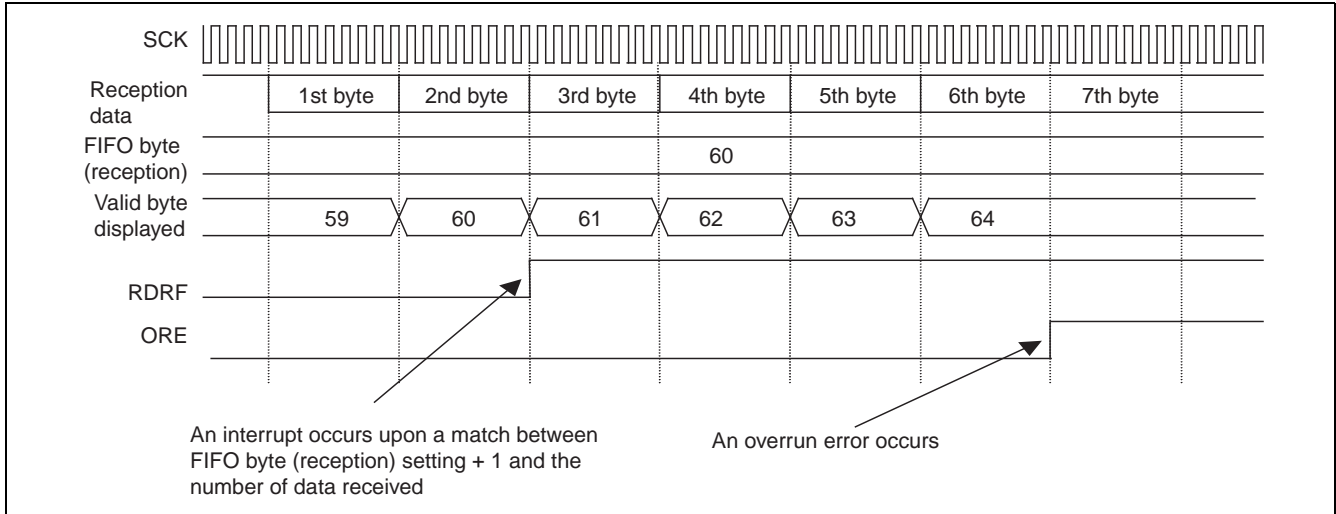 SCK
Reception
data
1st byte 2nd byte 3rd byte 4th byte 5th byte 6th byte 7th byte
FIFO byte
(reception)
60
Valid byte
displayed
59 60 61 62 63 64
RDRF
ORE
An interrupt occurs upon a match between
FIFO byte (reception) setting + 1 and the
number of data received
An overrun error occurs